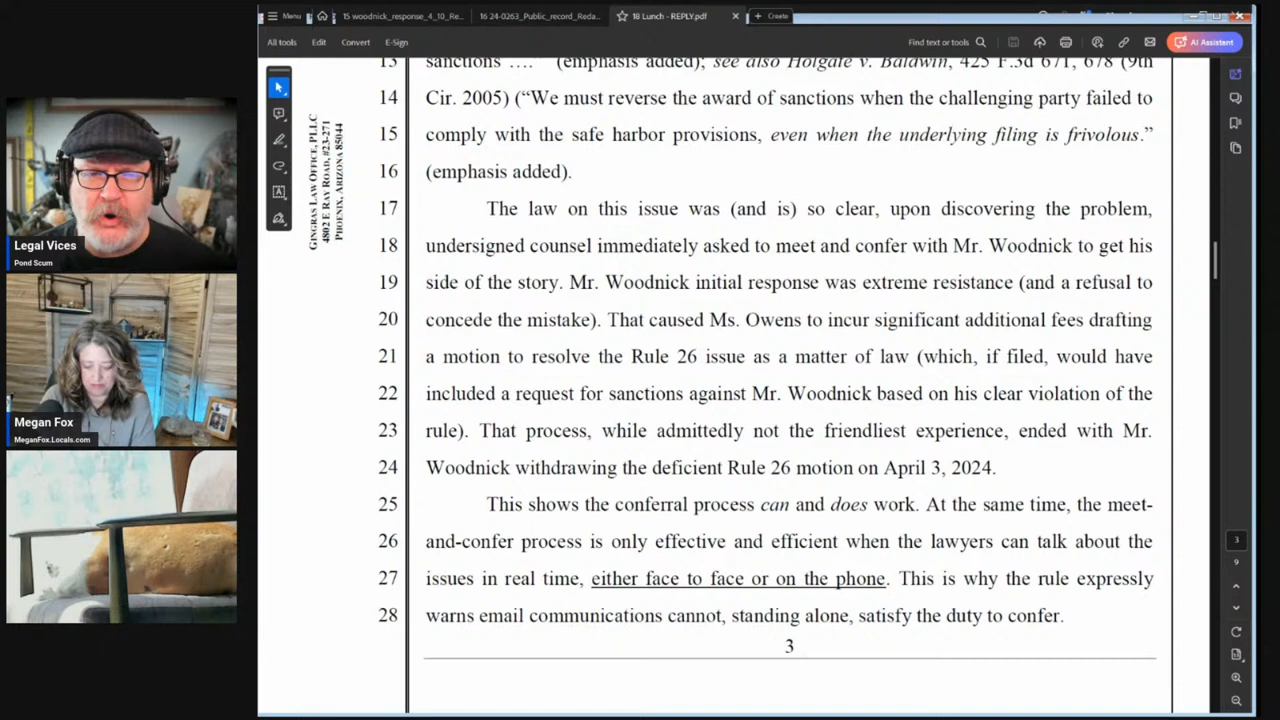 Menu
15 woodnick_response_4_10_Re...
16 24-0263_Public_record_Reda...
18 Lunch - REPLY.pdf
Create
All tools
Edit
Convert
E-Sign
Find text or tools
AI Assistant
13 sanctions …. (emphasis added); see also Holgate v. Baldwin, 425 F.3d 671, 678 (9th
14 Cir. 2005) (“We must reverse the award of sanctions when the challenging party failed to
15 comply with the safe harbor provisions, even when the underlying filing is frivolous.”
16 (emphasis added).
17 The law on this issue was (and is) so clear, upon discovering the problem,
18 undersigned counsel immediately asked to meet and confer with Mr. Woodnick to get his
19 side of the story. Mr. Woodnick initial response was extreme resistance (and a refusal to
20 concede the mistake). That caused Ms. Owens to incur significant additional fees drafting
21 a motion to resolve the Rule 26 issue as a matter of law (which, if filed, would have
22 included a request for sanctions against Mr. Woodnick based on his clear violation of the
23 rule). That process, while admittedly not the friendliest experience, ended with Mr.
24 Woodnick withdrawing the deficient Rule 26 motion on April 3, 2024.
25 This shows the conferral process can and does work. At the same time, the meet-
26 and-confer process is only effective and efficient when the lawyers can talk about the
27 issues in real time, either face to face or on the phone. This is why the rule expressly
28 warns email communications cannot, standing alone, satisfy the duty to confer.
3
GINGRAS LAW OFFICE, PLLC
4802 E RAY ROAD, #23-271
PHOENIX, ARIZONA 85044
3
9
Legal Vices
Pond Scum
Megan Fox
MeganFox.Locals.com